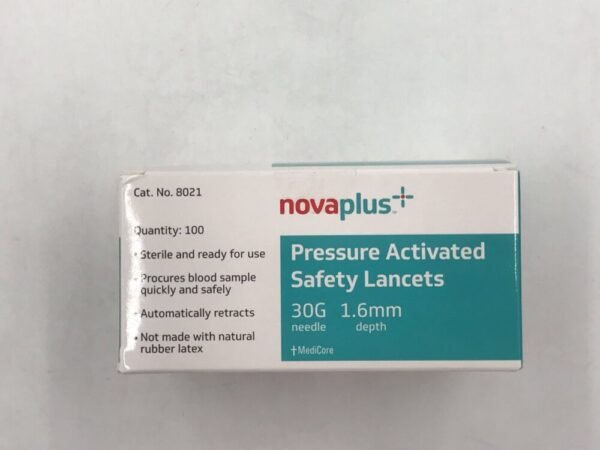 Cat. No. 8021
Quantity: 100
• Sterile and ready for use
• Procures blood sample
quickly and safely
• Automatically retracts
• Not made with natural
rubber latex
novaplus+™
Pressure Activated
Safety Lancets
30G 1.6mm
needle depth
†MediCore